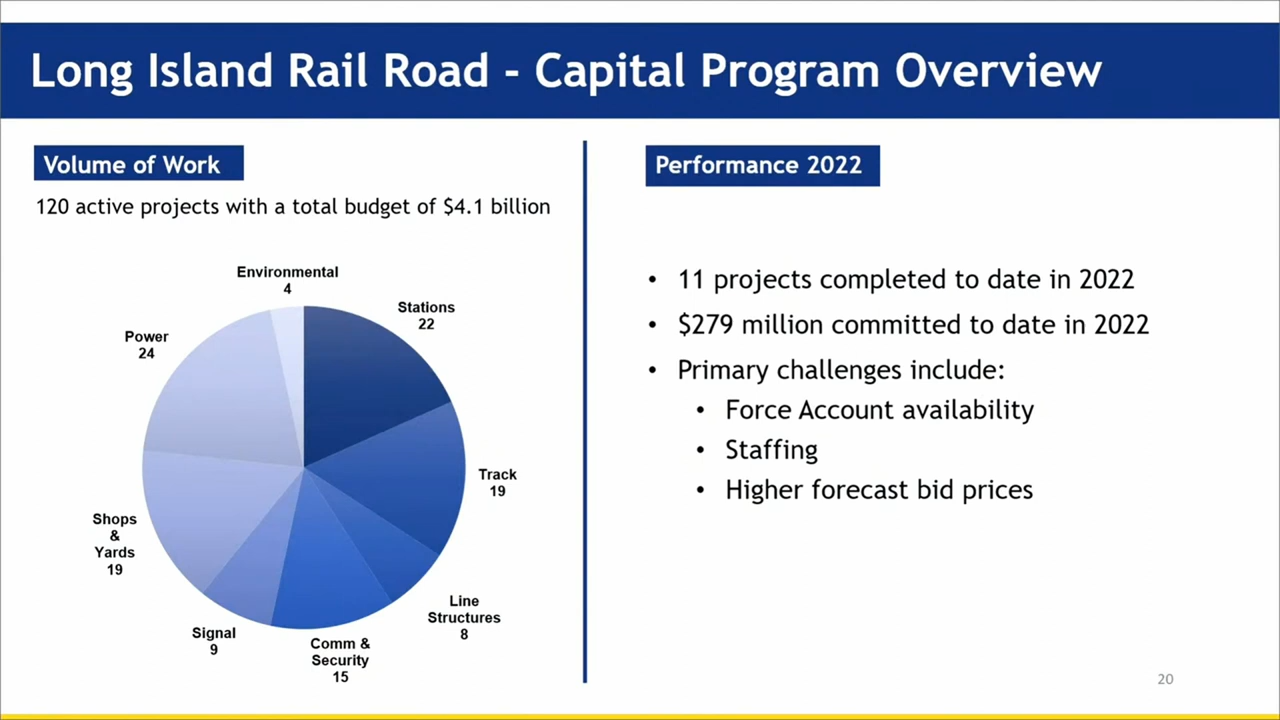 Long Island Rail Road - Capital Program Overview
Volume of Work
120 active projects with a total budget of $4.1 billion
Environmental
4
Stations
22
Power
24
Track
19
Shops
&
Yards
19
Line
Structures
8
Signal
9
Comm &
Security
15
Performance 2022
• 11 projects completed to date in 2022
• $279 million committed to date in 2022
• Primary challenges include:
• Force Account availability
• Staffing
• Higher forecast bid prices
20